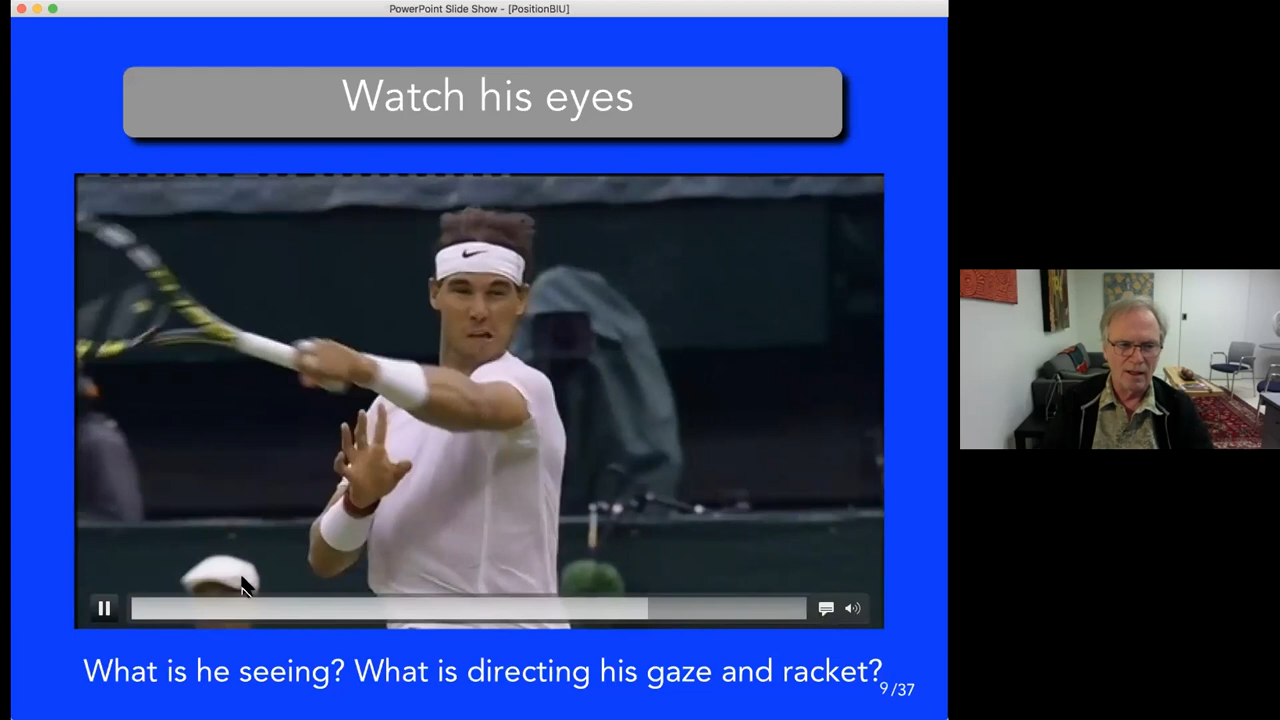 PowerPoint Slide Show - [PositionBIU]
Watch his eyes
What is he seeing? What is directing his gaze and racket?
9/37